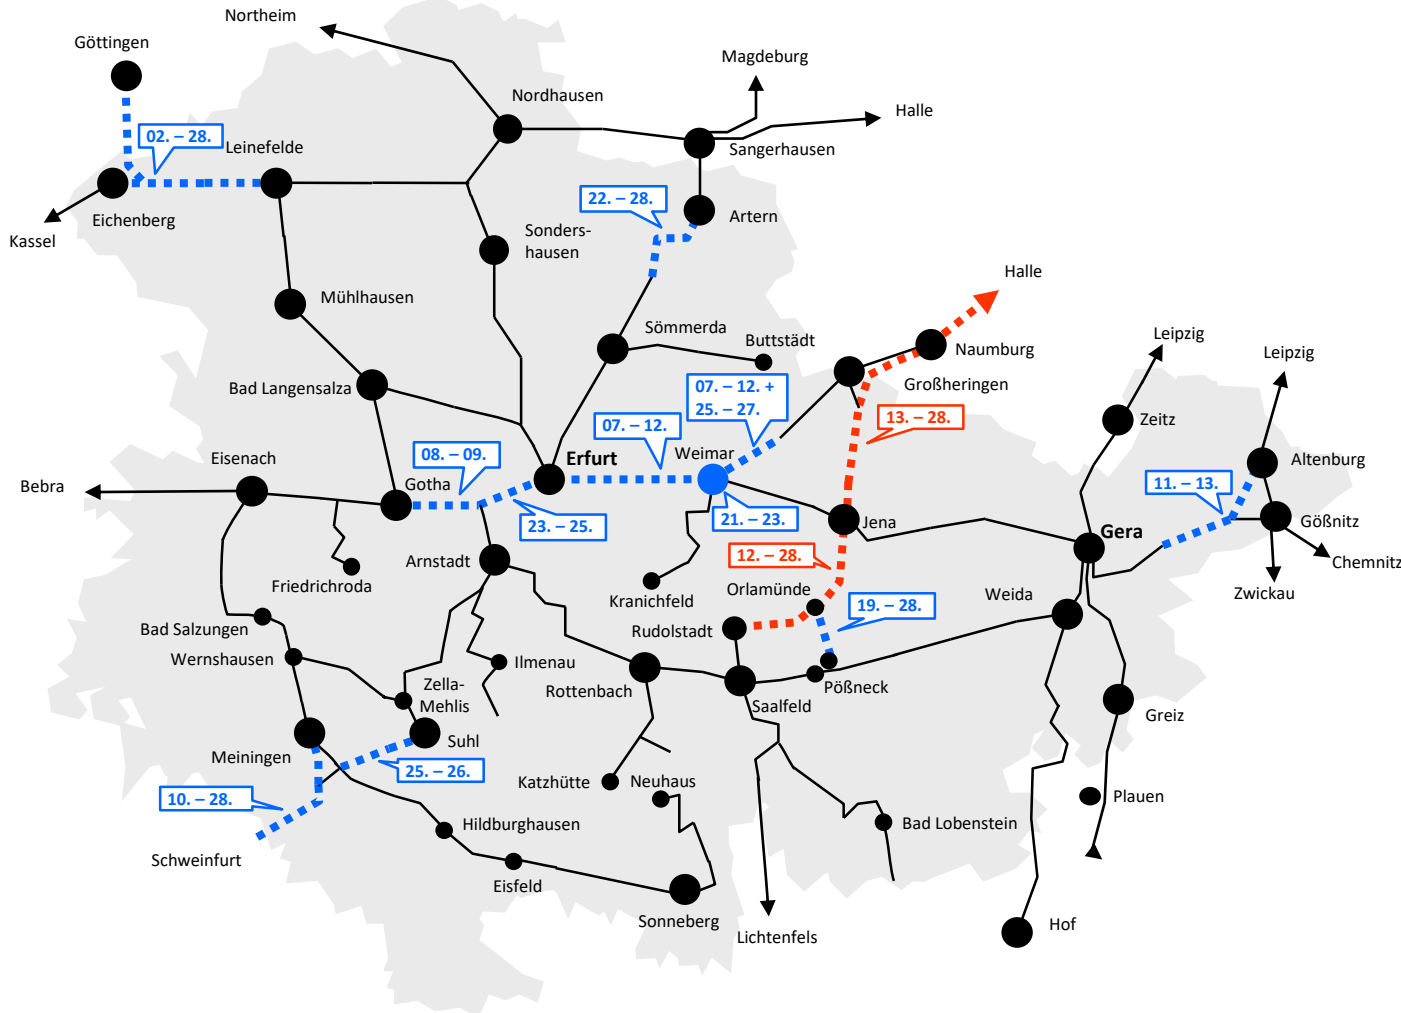 Northeim
Göttingen
Magdeburg
Nordhausen
Halle
02. – 28.
Leinefelde
Sangerhausen
22. – 28.
Artern
Eichenberg
Kassel
Sonders-
hausen
Halle
Mühlhausen
Sömmerda
Buttstädt
Naumburg
Leipzig
Leipzig
Bad Langensalza
07. – 12. +
25. – 27.
Großheringen
13. – 28.
Zeitz
07. – 12.
08. – 09.
Eisenach
Erfurt
Weimar
Altenburg
Bebra
Gotha
11. – 13.
23. – 25.
21. – 23.
Jena
Gera
Gößnitz
Arnstadt
12. – 28.
Chemnitz
Friedrichroda
Kranichfeld
Orlamünde
19. – 28.
Weida
Zwickau
Bad Salzungen
Rudolstadt
Wernshausen
Ilmenau
Rottenbach
Pößneck
Zella-
Mehlis
Saalfeld
Greiz
Meiningen
Suhl
25. – 26.
Katzhütte
Neuhaus
10. – 28.
Plauen
Hildburghausen
Bad Lobenstein
Schweinfurt
Eisfeld
Sonneberg
Lichtenfels
Hof